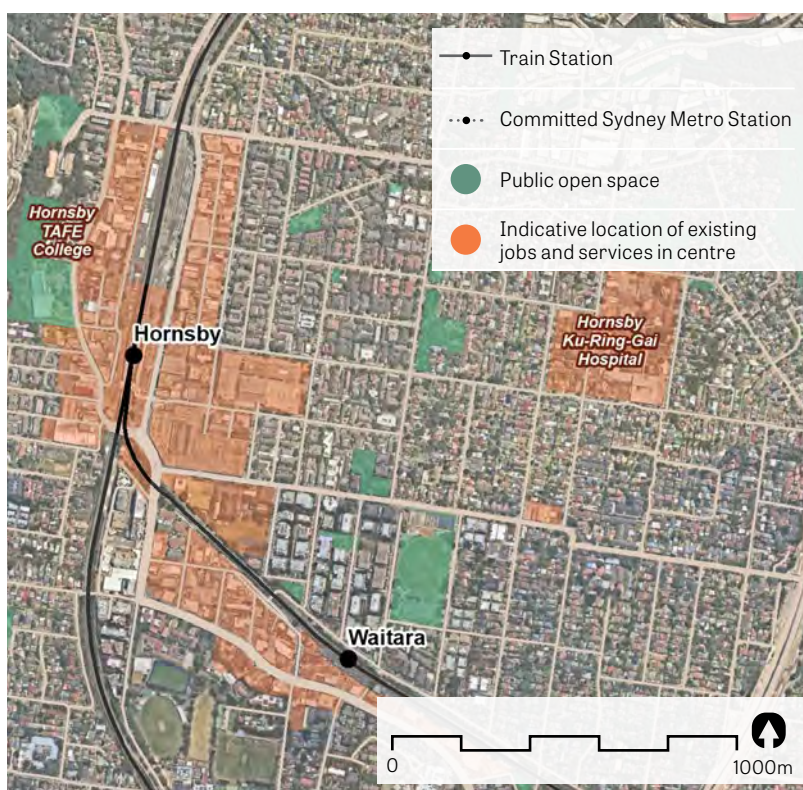 Train Station
Committed Sydney Metro Station
Public open space
Indicative location of existing
jobs and services in centre
Hornsby
TAFE
College
Hornsby
Ku-Ring-Gai
Hospital
Hornsby
Waitara
0
1000m